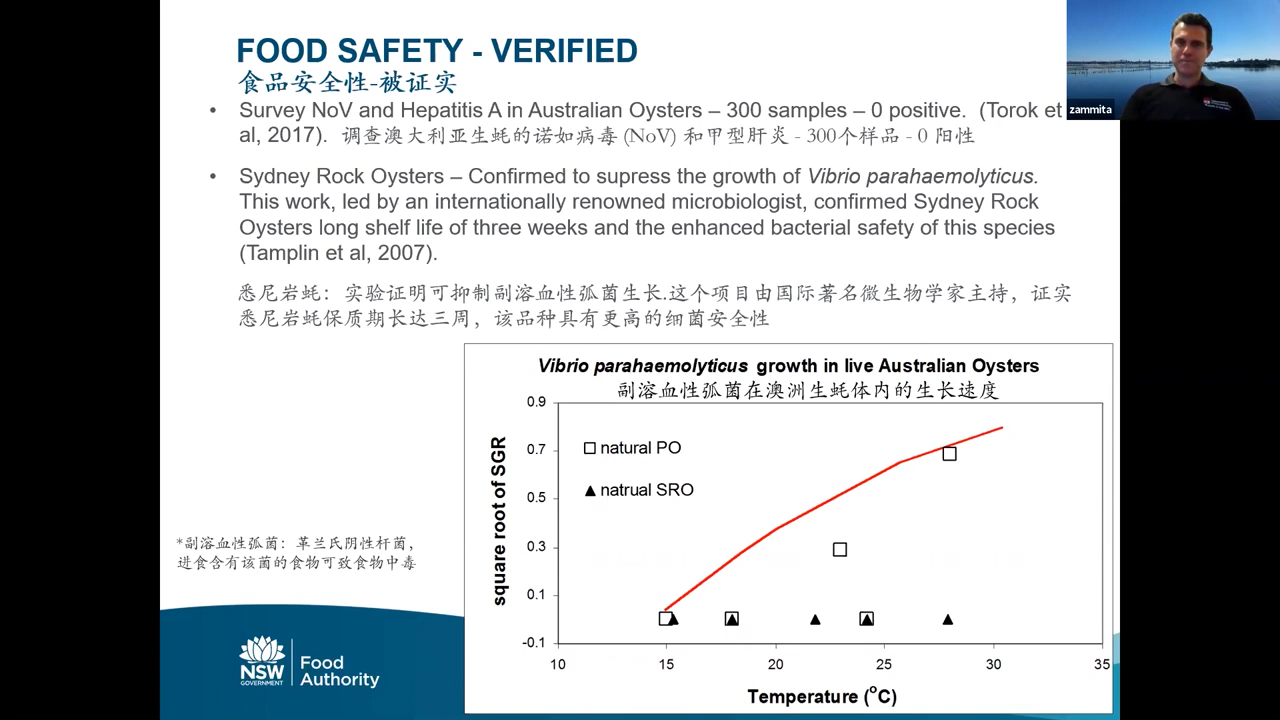 FOOD SAFETY - VERIFIED
食品安全性-被证实
• Survey NoV and Hepatitis A in Australian Oysters – 300 samples – 0 positive. (Torok et
al, 2017). 调查澳大利亚生蚝的诺如病毒 (NoV) 和甲型肝炎 - 300个样品 - 0 阳性
zammita
• Sydney Rock Oysters – Confirmed to supress the growth of Vibrio parahaemolyticus.
This work, led by an internationally renowned microbiologist, confirmed Sydney Rock
Oysters long shelf life of three weeks and the enhanced bacterial safety of this species
(Tamplin et al, 2007).
悉尼岩蚝：实验证明可抑制副溶血性弧菌生长.这个项目由国际著名微生物学家主持，证实
悉尼岩蚝保质期长达三周，该品种具有更高的细菌安全性
Vibrio parahaemolyticus growth in live Australian Oysters
副溶血性弧菌在澳洲生蚝体内的生长速度
0.9
0.7
0.5
0.3
0.1
-0.1
square root of SGR
natural PO
natrual SRO
10 15 20 25 30 35
Temperature (°C)
*副溶血性弧菌：革兰氏阴性杆菌，
进食含有该菌的食物可致食物中毒
NSW
GOVERNMENT
Food
Authority